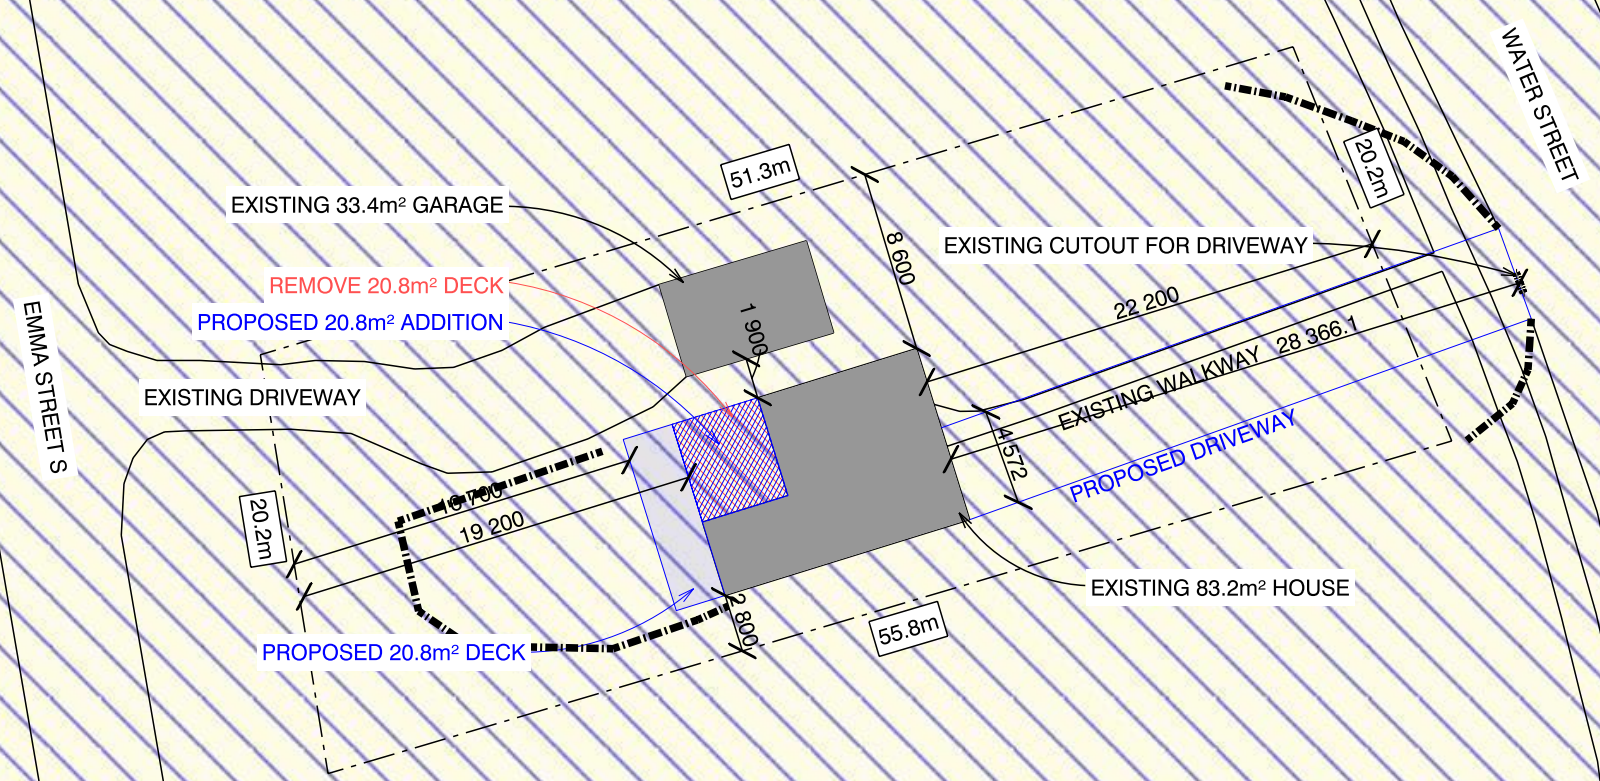 WATER STREET
51.3m
20.2m
EXISTING 33.4m² GARAGE
8 600
EXISTING CUTOUT FOR DRIVEWAY
REMOVE 20.8m² DECK
PROPOSED 20.8m² ADDITION
1 900
22 200
28 366.1
EXISTING WALKWAY
EMMA STREET S
EXISTING DRIVEWAY
4 572
PROPOSED DRIVEWAY
20.2m
19 200
EXISTING 83.2m² HOUSE
2 800
55.8m
PROPOSED 20.8m² DECK